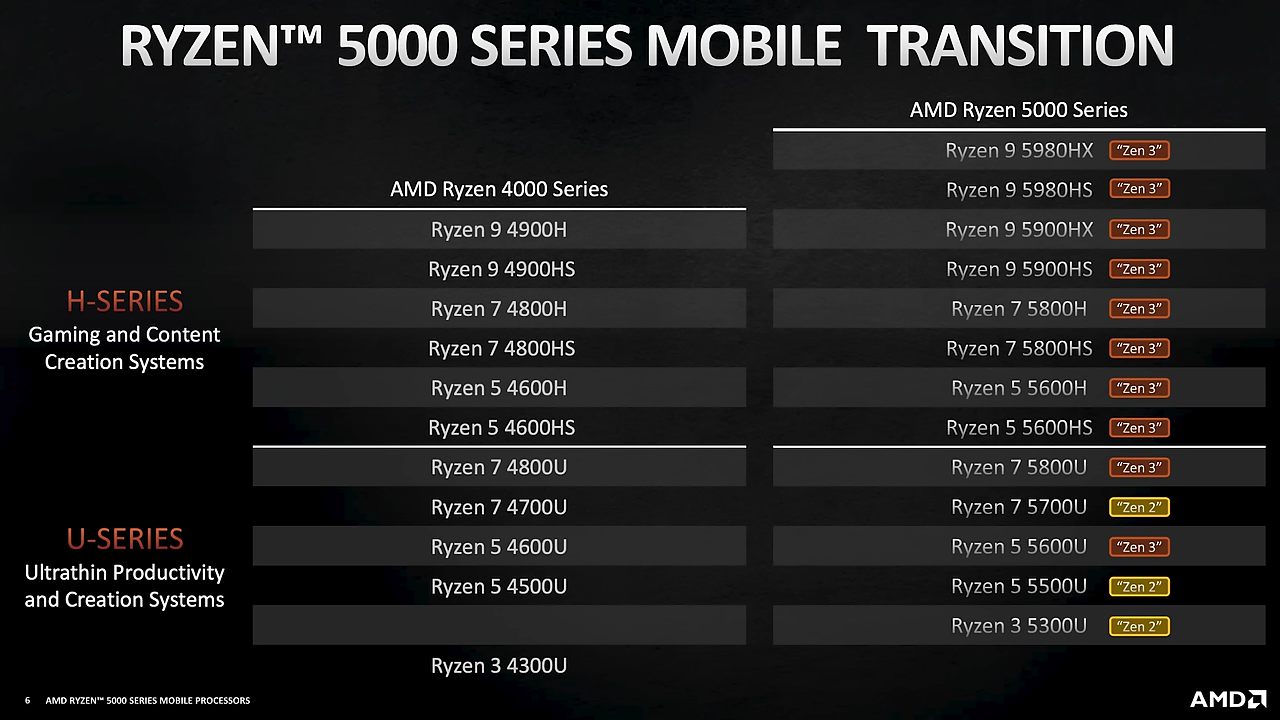 RYZEN™ 5000 SERIES MOBILE TRANSITION
AMD Ryzen 5000 Series
Ryzen 9 5980HX "Zen 3"
AMD Ryzen 4000 Series
Ryzen 9 5980HS "Zen 3"
Ryzen 9 4900H
Ryzen 9 5900HX "Zen 3"
Ryzen 9 4900HS
Ryzen 9 5900HS "Zen 3"
H-SERIES
Gaming and Content
Creation Systems
Ryzen 7 4800H
Ryzen 7 5800H "Zen 3"
Ryzen 7 4800HS
Ryzen 7 5800HS "Zen 3"
Ryzen 5 4600H
Ryzen 5 5600H "Zen 3"
Ryzen 5 4600HS
Ryzen 5 5600HS "Zen 3"
Ryzen 7 4800U
Ryzen 7 5800U "Zen 3"
Ryzen 7 4700U
Ryzen 7 5700U "Zen 2"
U-SERIES
Ultrathin Productivity
and Creation Systems
Ryzen 5 4600U
Ryzen 5 5600U "Zen 3"
Ryzen 5 4500U
Ryzen 5 5500U "Zen 2"
Ryzen 3 5300U "Zen 2"
Ryzen 3 4300U
6 AMD RYZEN™ 5000 SERIES MOBILE PROCESSORS
AMD